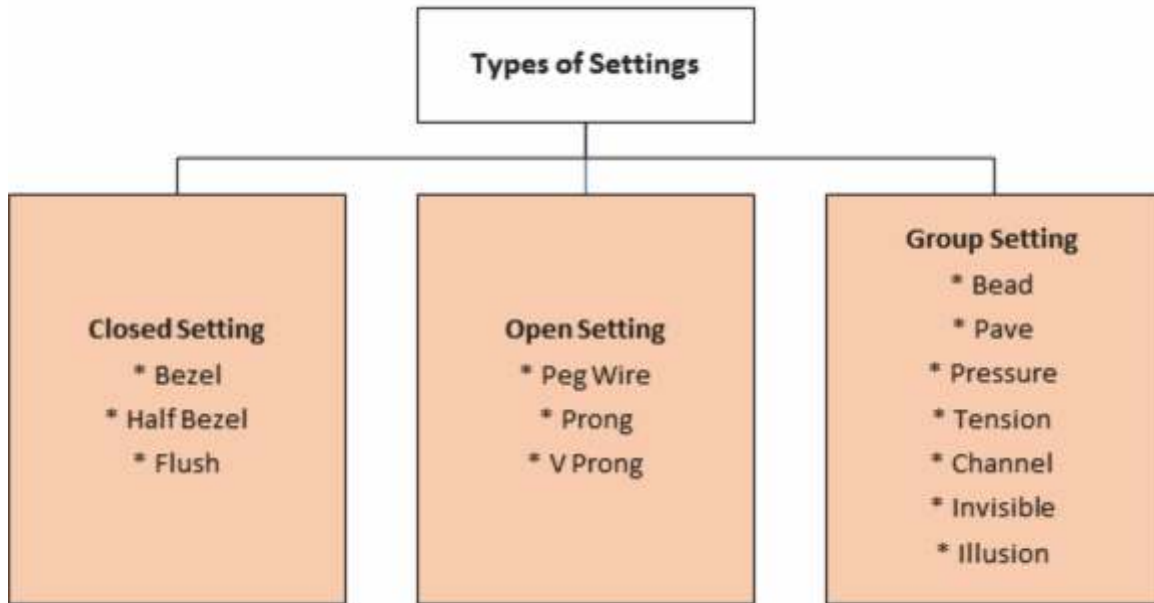 Types of Settings
Closed Setting
* Bezel
* Half Bezel
* Flush
Open Setting
* Peg Wire
* Prong
* V Prong
Group Setting
* Bead
* Pave
* Pressure
* Tension
* Channel
* Invisible
* Illusion